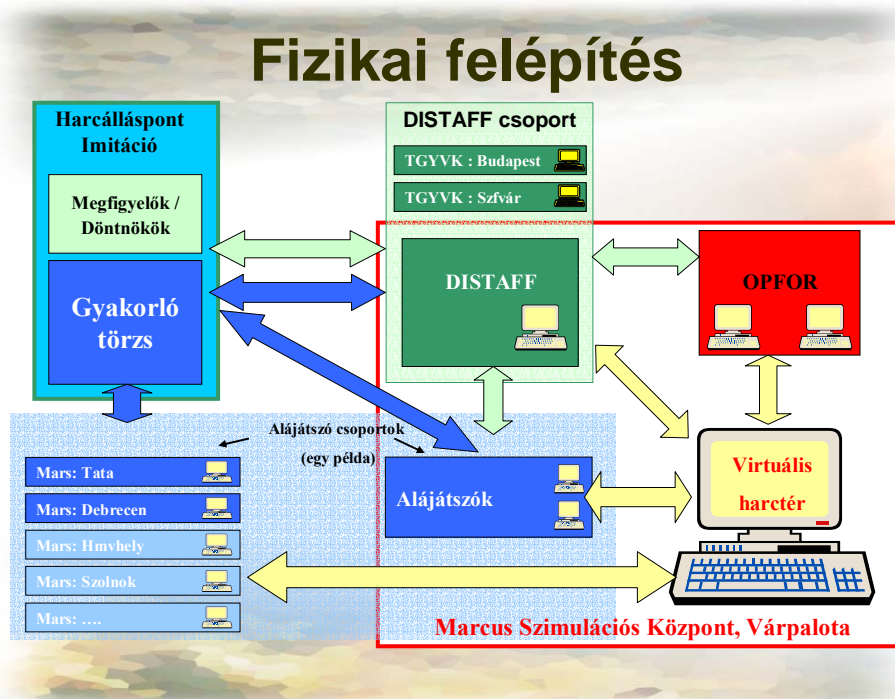 Fizikai felépítés
Harcálláspont
Imitáció
Megfigyelők /
Döntnökök
Gyakorló
törzs
DISTAFF csoport
TGYVK : Budapest
TGYVK : Szfvár
DISTAFF
OPFOR
Alájátszó csoportok
(egy példa)
Mars: Tata
Mars: Debrecen
Mars: Hmvhely
Mars: Szolnok
Mars: ….
Alájátszók
Virtuális
harctér
Marcus Szimulációs Központ, Várpalota